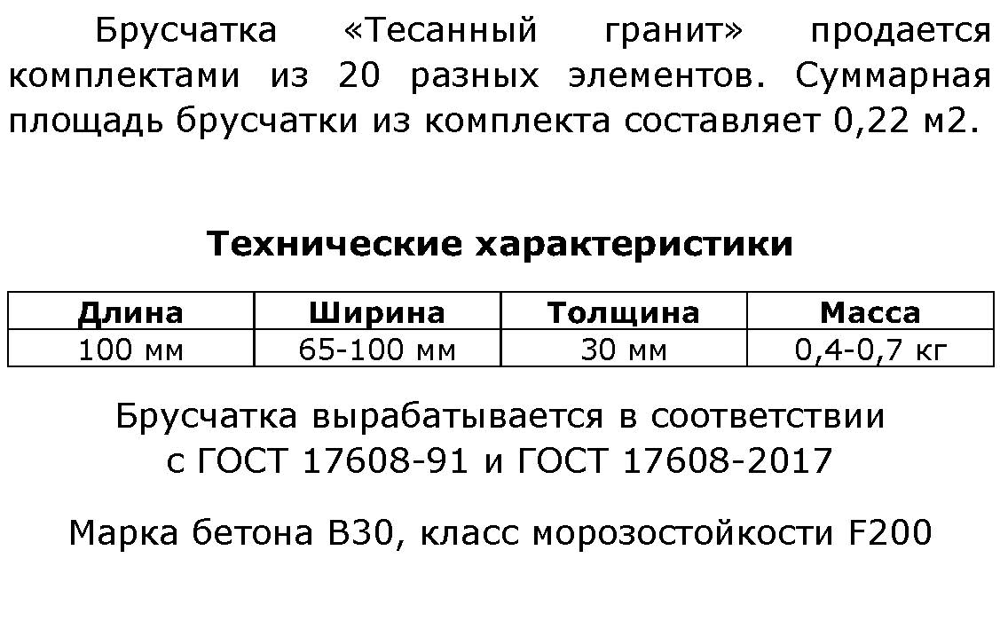 Брусчатка «Тесанный гранит» продается
комплектами из 20 разных элементов. Суммарная
площадь брусчатки из комплекта составляет 0,22 м2.
Технические характеристики
Длина Ширина Толщина Масса
100 мм 65-100 мм 30 мм 0,4-0,7 кг
Брусчатка вырабатывается в соответствии
с ГОСТ 17608-91 и ГОСТ 17608-2017
Марка бетона В30, класс морозостойкости F200